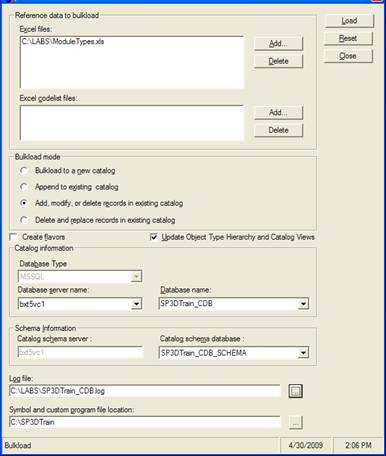 Reference data to bulkload
Load
Excel files:
C:\LABS\ModuleTypes.xls
Add...
Reset
Delete
Close
Excel codelist files:
Add...
Delete
Bulkload mode
Bulkload to a new catalog
Append to existing catalog
Add, modify, or delete records in existing catalog
Delete and replace records in existing catalog
Create flavors
Update Object Type Hierarchy and Catalog Views
Catalog information
Database Type
MSSQL
Database server name:
Database name:
bxt5vc1
SP3DTrain_CDB
Schema Information
Catalog schema server :
Catalog schema database :
bxt5vc1
SP3DTrain_CDB_SCHEMA
Log file:
C:\LABS\SP3DTrain_CDB.log
...
Symbol and custom program file location:
C:\SP3DTrain
...
Bulkload
4/30/2009
2:06 PM